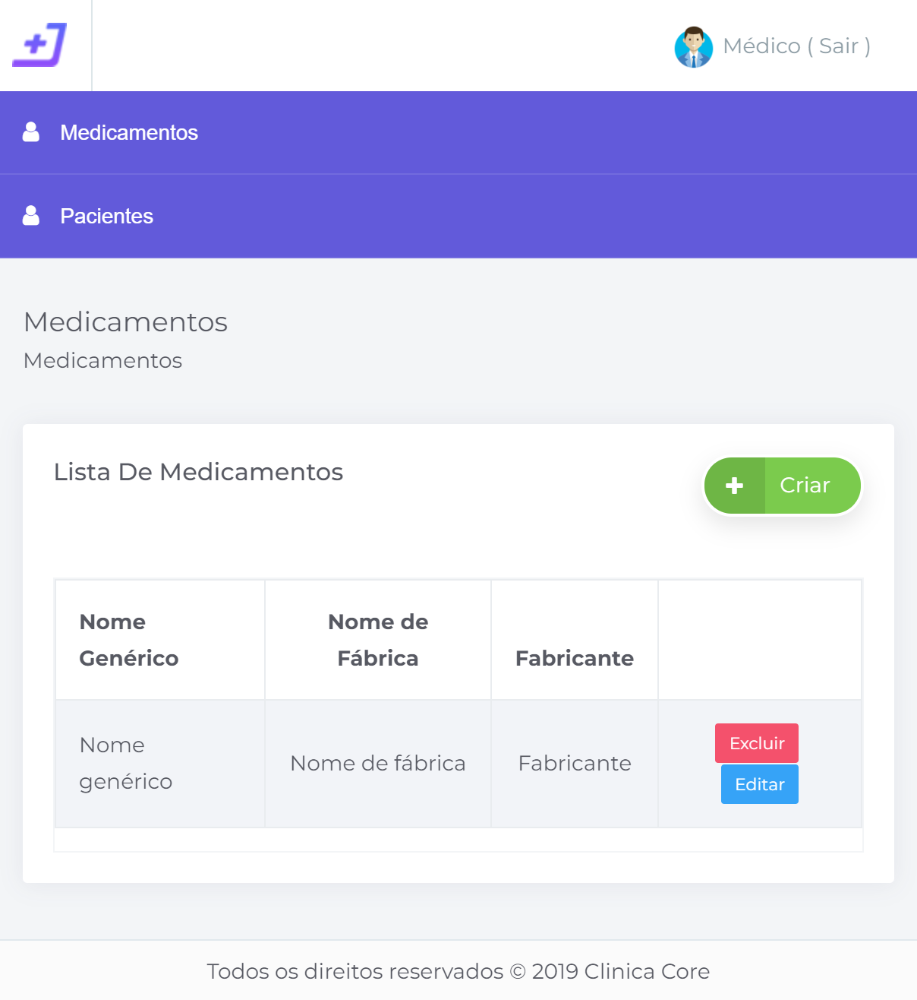 Médico ( Sair )
Medicamentos
Pacientes
Medicamentos
Medicamentos
Lista De Medicamentos
Criar
Nome Genérico
Nome de Fábrica
Fabricante
Nome genérico
Nome de fábrica
Fabricante
Excluir
Editar
Todos os direitos reservados © 2019 Clinica Core